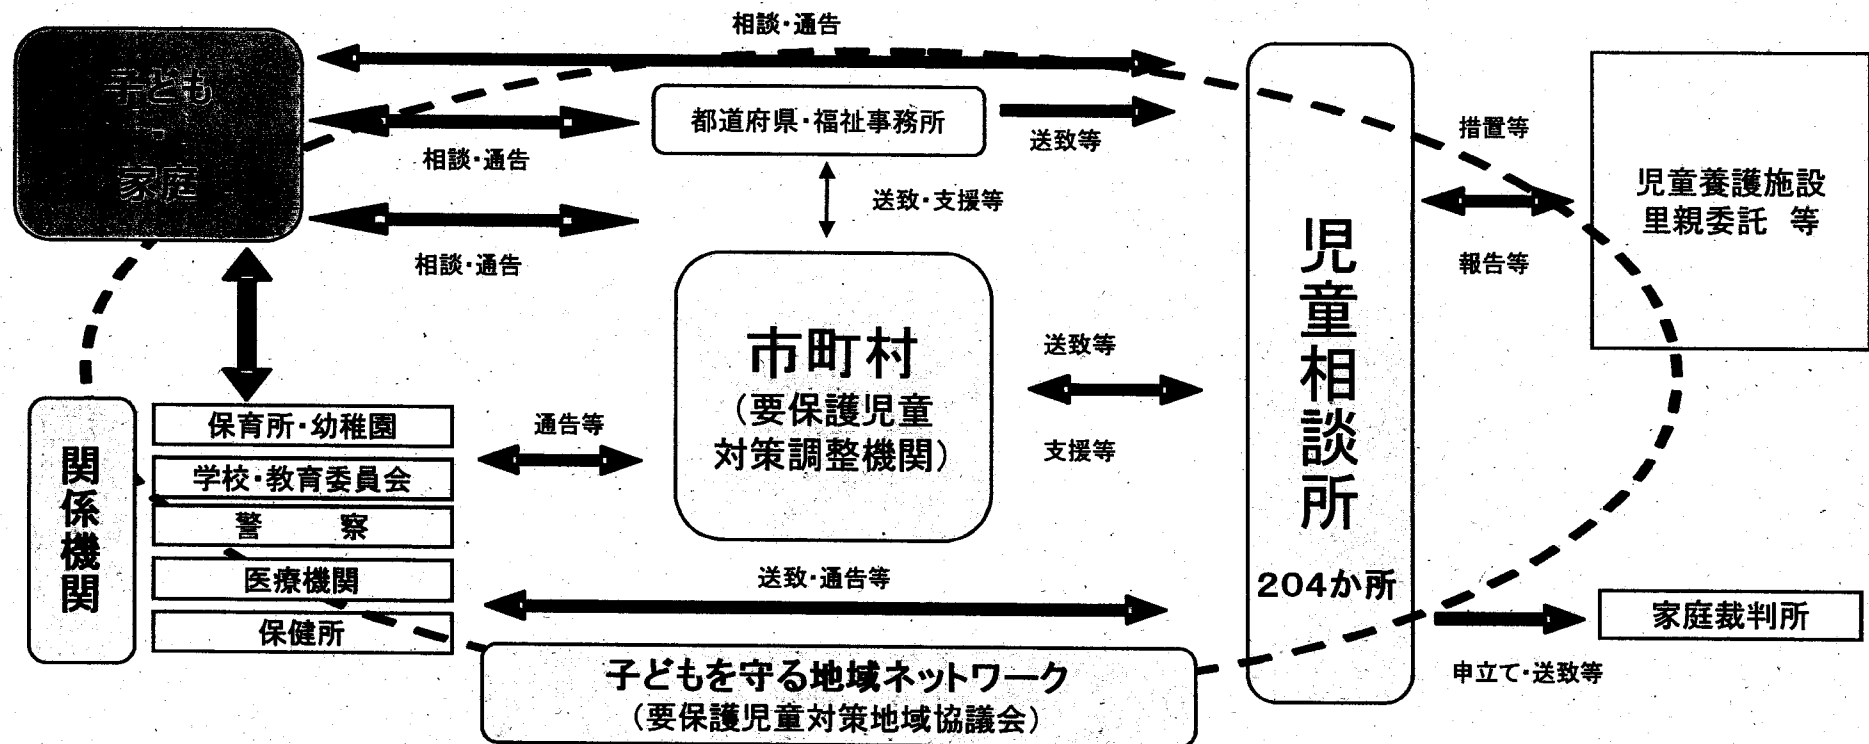 相談・通告
子ども
・
家庭
都道府県・福祉事務所
送致等
相談・通告
送致・支援等
相談・通告
措置等
児童養護施設
里親委託 等
報告等
児童相談所
204か所
市町村
(要保護児童
対策調整機関)
送致等
支援等
関係機関
保育所・幼稚園
学校・教育委員会
警 察
医療機関
保健所
通告等
送致・通告等
家庭裁判所
申立て・送致等
子どもを守る地域ネットワーク
(要保護児童対策地域協議会)